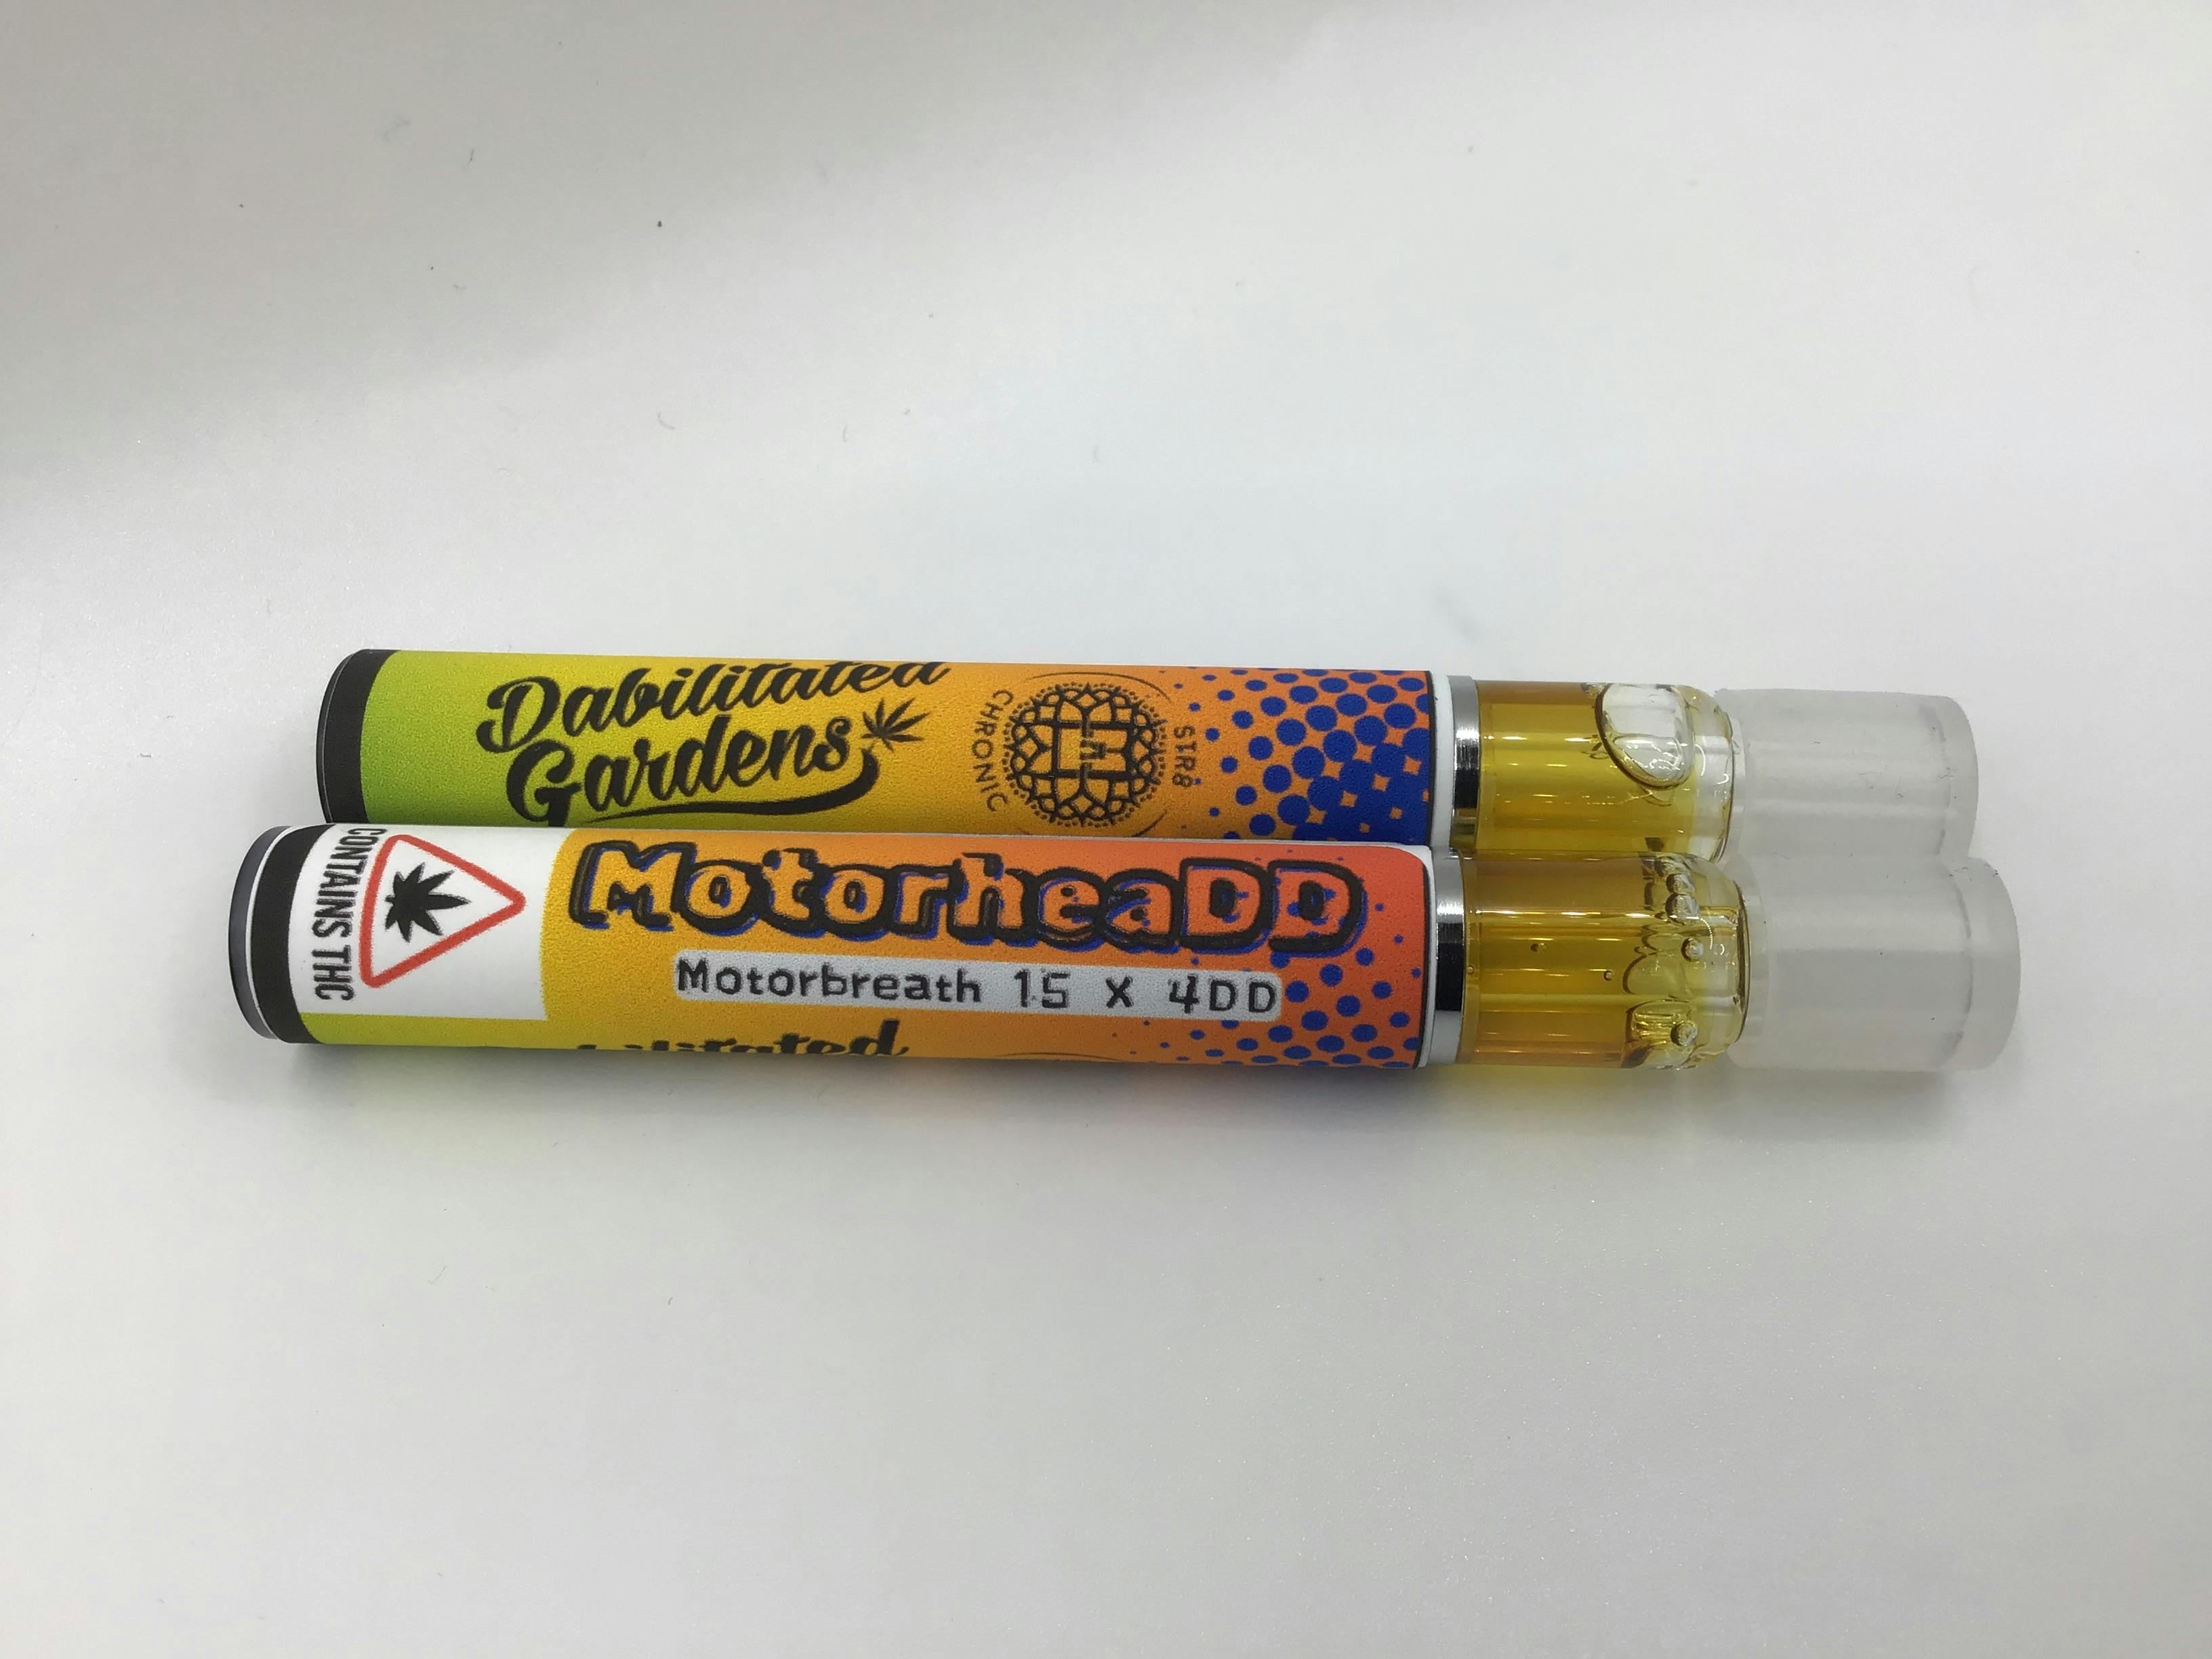 Dabilitated
Gardens
CHRONIC
STR8
CONTAINS THC
MotorheaDD
Motorbreath 15 X 4DD